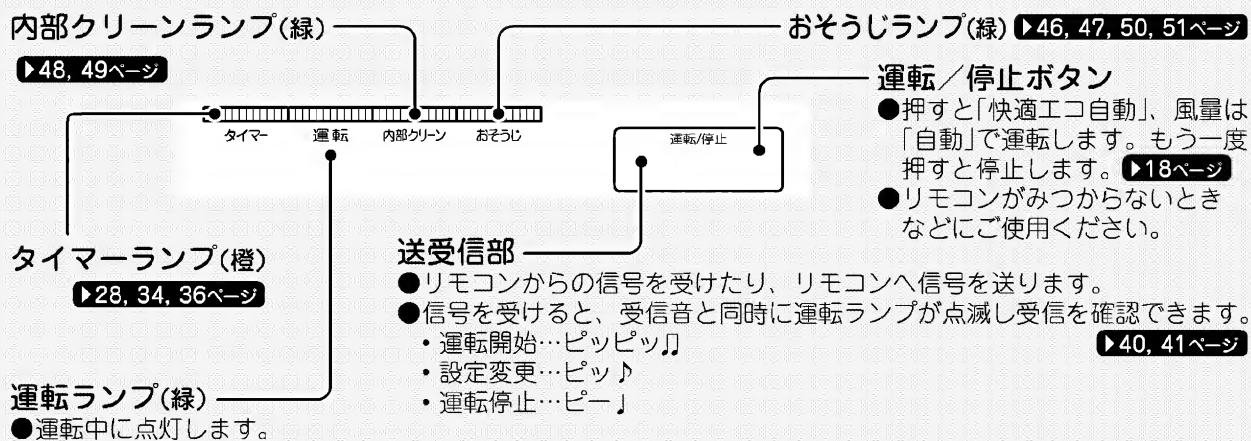 内部クリーンランプ(緑)
▶48, 49ページ
おそうじランプ(緑) ▶46, 47, 50, 51ページ
タイマー 運転 内部クリーン おそうじ
運転/停止
運転／停止ボタン
●押すと「快適エコ自動」、風量は
「自動」で運転します。もう一度
押すと停止します。▶18ページ
●リモコンがみつからないとき
などにご使用ください。
タイマーランプ(橙)
▶28, 34, 36ページ
送受信部
●リモコンからの信号を受けたり、リモコンへ信号を送ります。
●信号を受けると、受信音と同時に運転ランプが点滅し受信を確認できます。
▶40, 41ページ
・運転開始…ピッピッ♫
・設定変更…ピッ♪
・運転停止…ピー♩
運転ランプ(緑)
●運転中に点灯します。